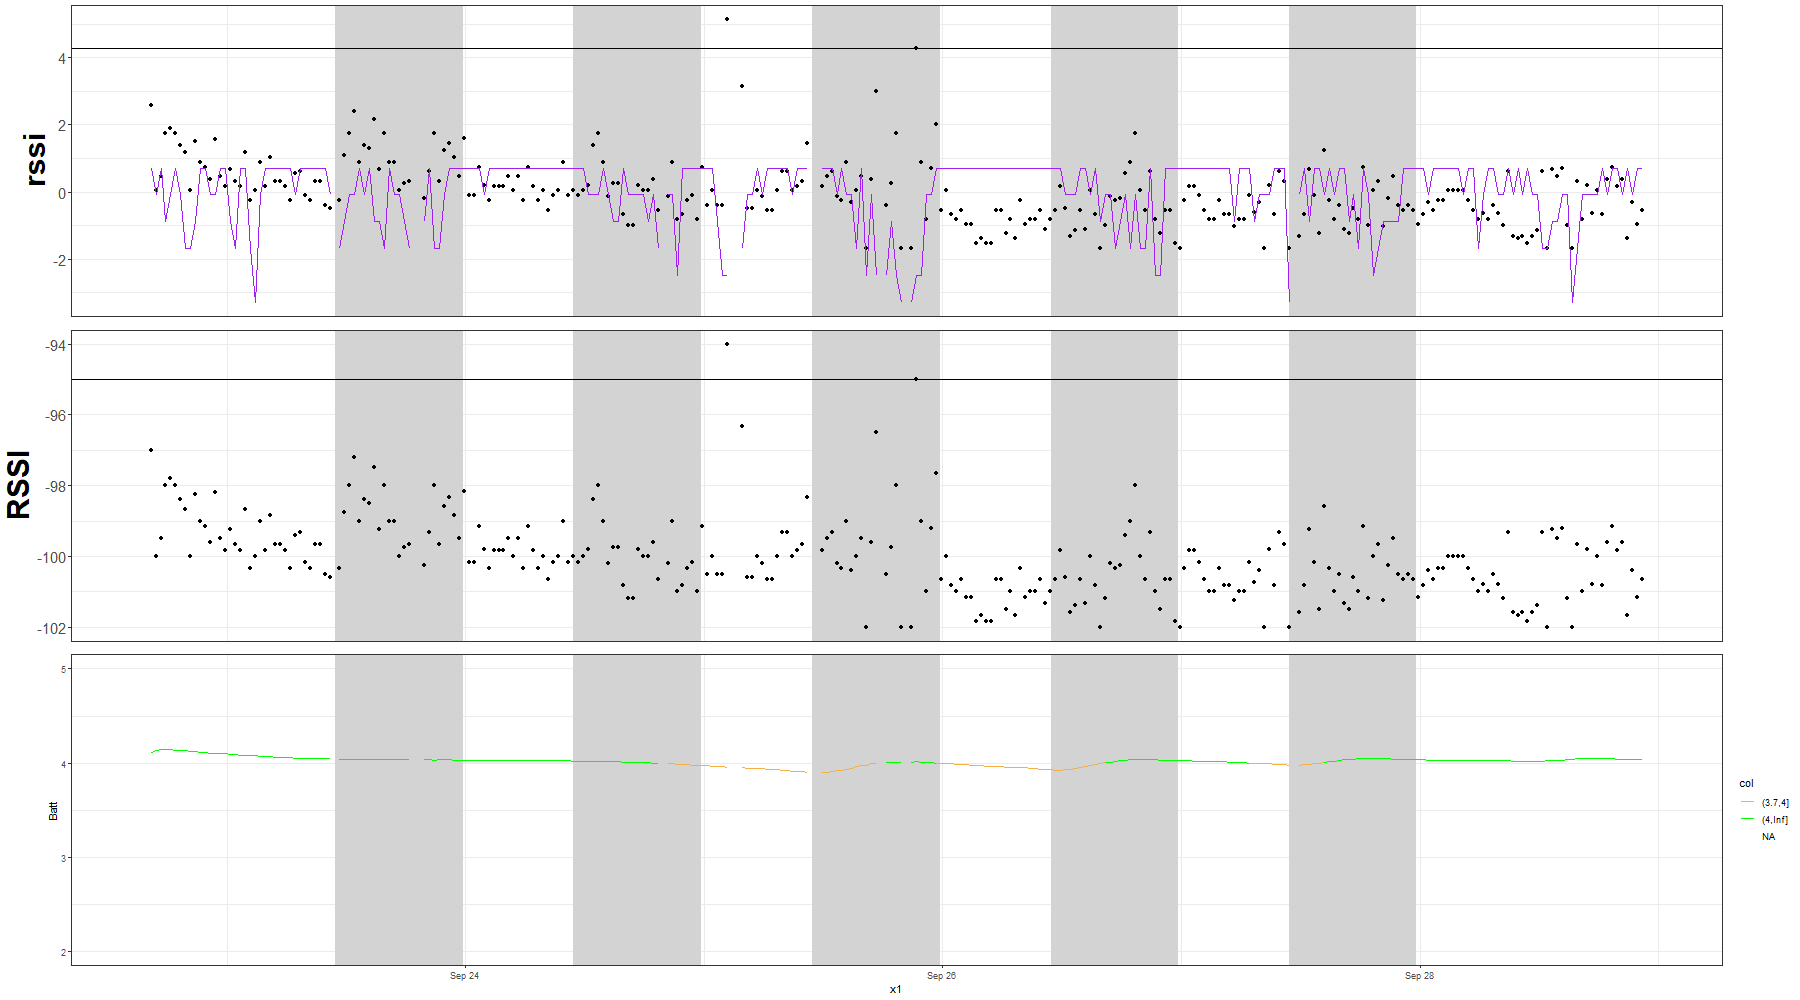 rssi
4
2
0
-2
RSSI
-94
-96
-98
-100
-102
Batt
5
4
3
2
Sep 24
Sep 26
Sep 28
x1
col
(3.7,4]
(4,Inf]
NA